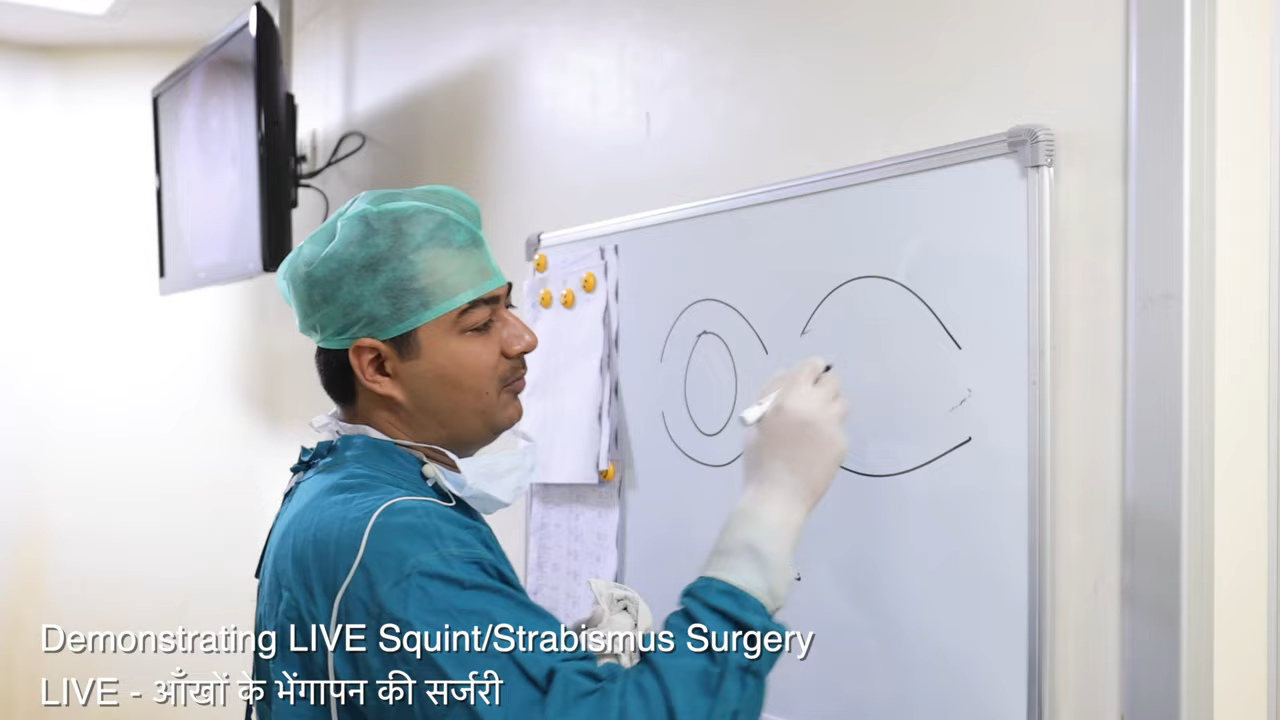 Demonstrating LIVE Squint/Strabismus Surgery
LIVE - आँखों के भेंगापन की सर्जरी